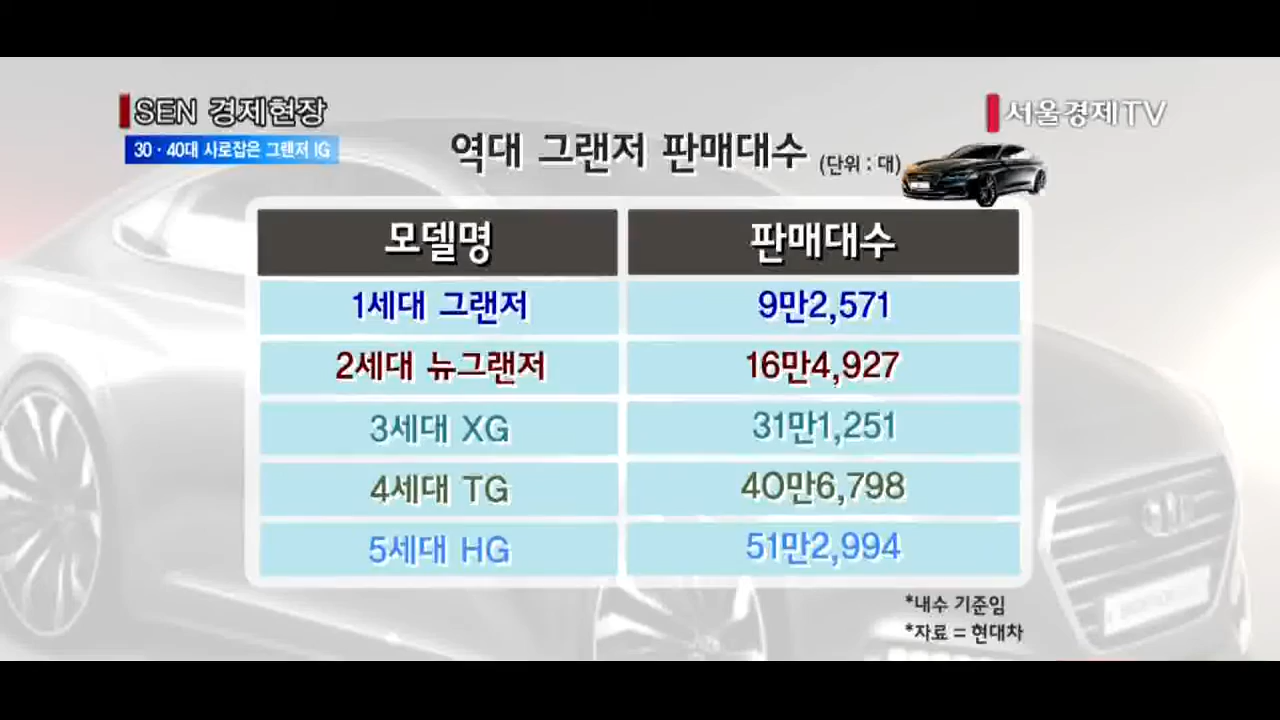 SEN 경제현장
서울경제TV
30·40대 사로잡은 그랜저 IG
역대 그랜저 판매대수 (단위 : 대)
모델명 판매대수
1세대 그랜저 9만2,571
2세대 뉴그랜저 16만4,927
3세대 XG 31만1,251
4세대 TG 40만6,798
5세대 HG 51만2,994
*내수 기준임
*자료 = 현대차